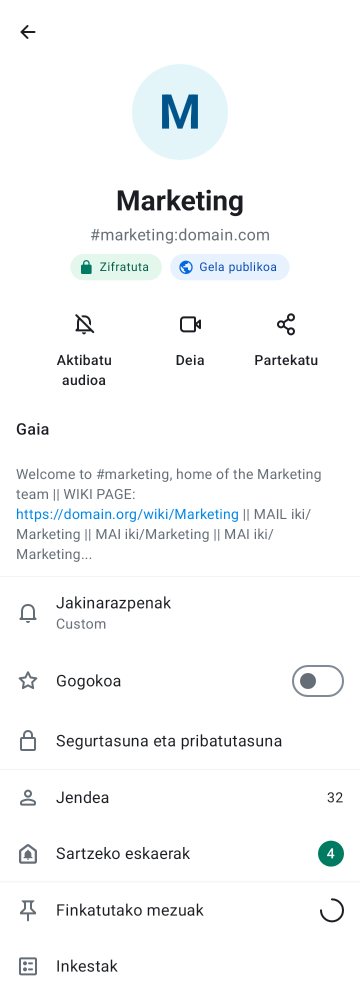 M
Marketing
#marketing:domain.com
Zifratuta
Gela publikoa
Aktibatu
audioa
Deia
Partekatu
Gaia
Welcome to #marketing, home of the Marketing
team || WIKI PAGE:
https://domain.org/wiki/Marketing || MAIL iki/
Marketing || MAI iki/Marketing || MAI iki/
Marketing...
Jakinarazpenak
Custom
Gogokoa
Segurtasuna eta pribatutasuna
Jendea 32
Sartzeko eskaerak 4
Finkatutako mezuak
Inkestak